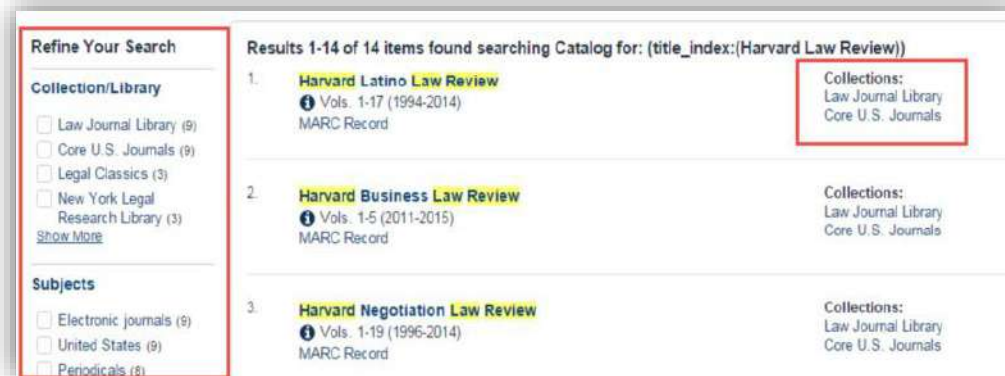 Refine Your Search
Collection/Library
Law Journal Library (9)
Core U.S. Journals (9)
Legal Classics (3)
New York Legal
Research Library (3)
Show More
Subjects
Electronic journals (9)
United States (9)
Periodicals (8)
Results 1-14 of 14 items found searching Catalog for: (title_index:(Harvard Law Review))
1. Harvard Latino Law Review
Vols. 1-17 (1994-2014)
MARC Record
Collections:
Law Journal Library
Core U.S. Journals
2. Harvard Business Law Review
Vols. 1-5 (2011-2015)
MARC Record
Collections:
Law Journal Library
Core U.S. Journals
3. Harvard Negotiation Law Review
Vols. 1-19 (1996-2014)
MARC Record
Collections:
Law Journal Library
Core U.S. Journals